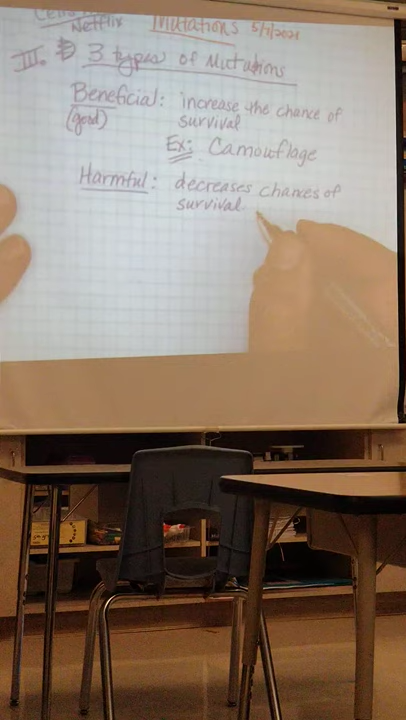 Netflix
Mutations 5/7/2021
III. 3 types of Mutations
Beneficial: increase the chance of
(good) survival
Ex: Camouflage
Harmful: decreases chances of
survival.